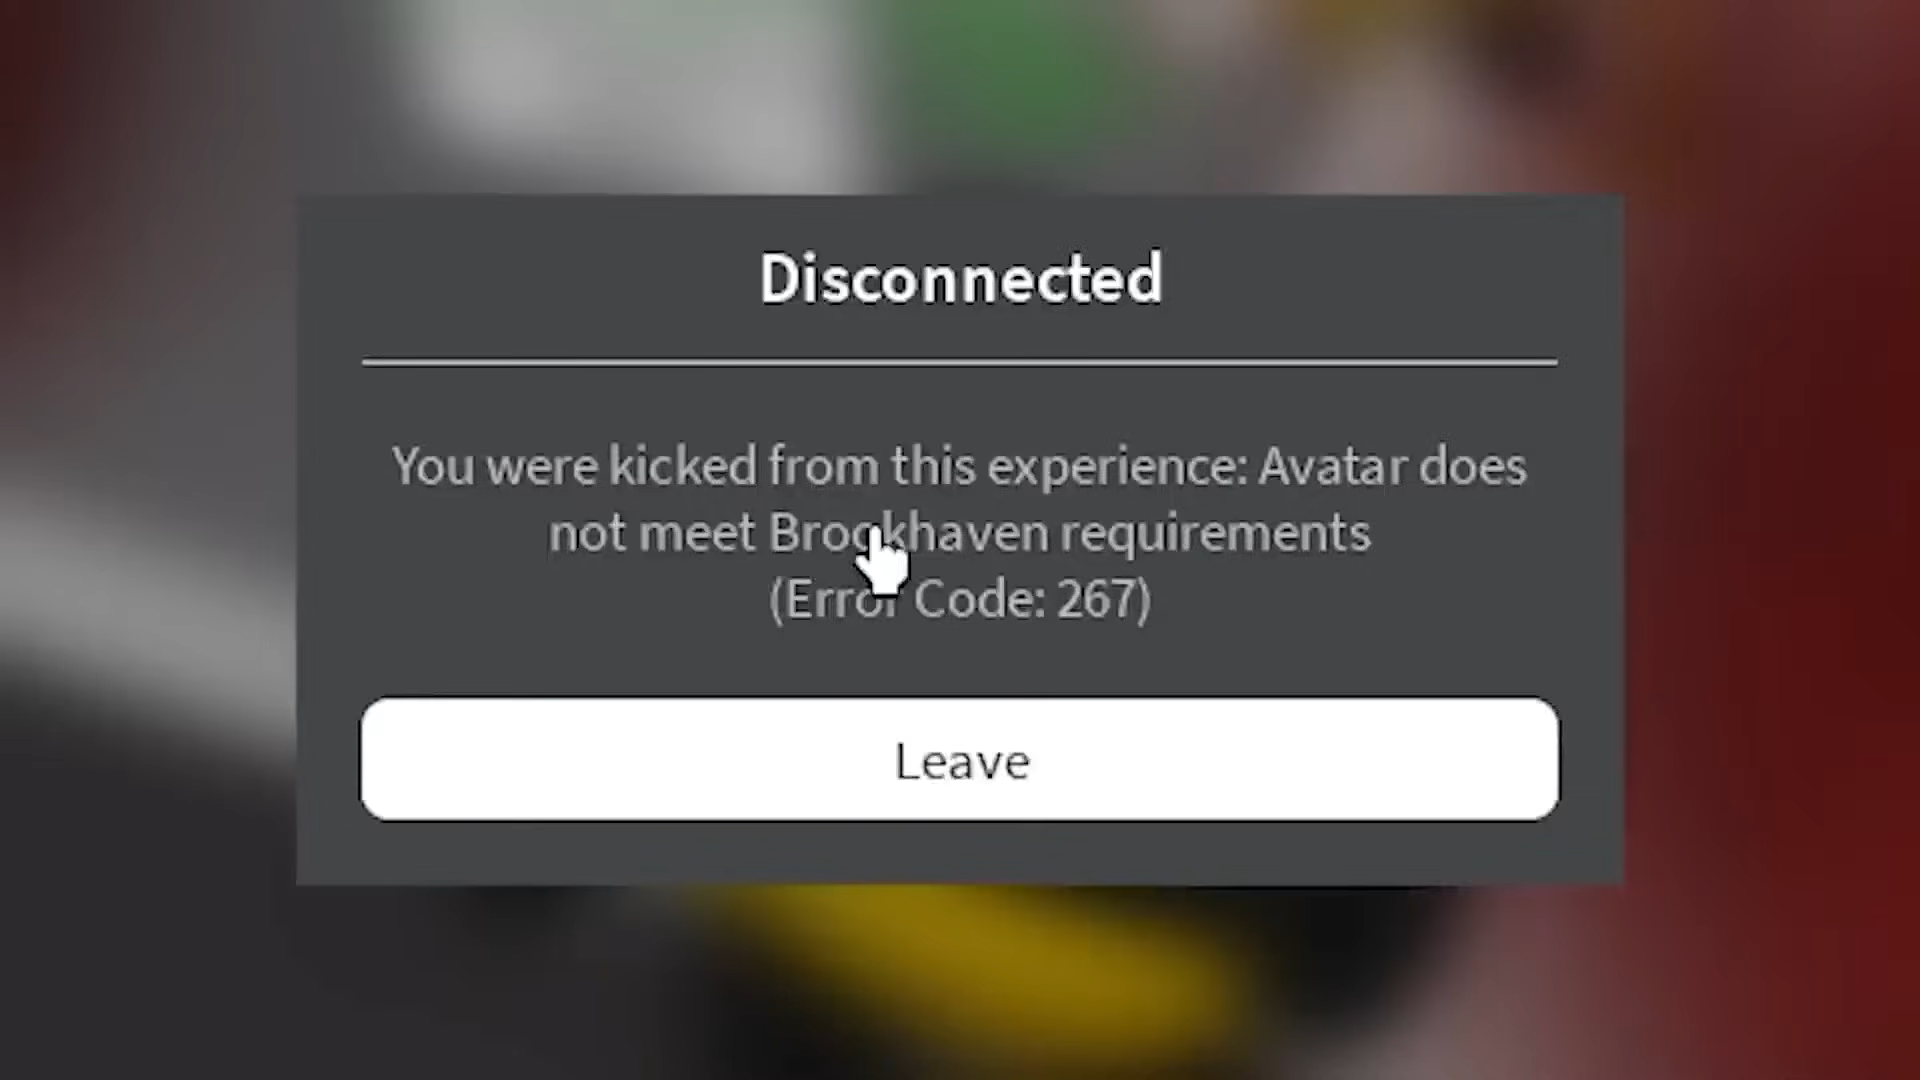 Disconnected
You were kicked from this experience: Avatar does
not meet Brookhaven requirements
(Error Code: 267)
Leave